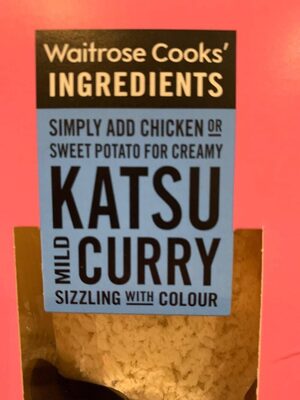 Waitrose Cooks'
INGREDIENTS
SIMPLY ADD CHICKEN OR
SWEET POTATO FOR CREAMY
KATSU
MILD CURRY
SIZZLING WITH COLOUR